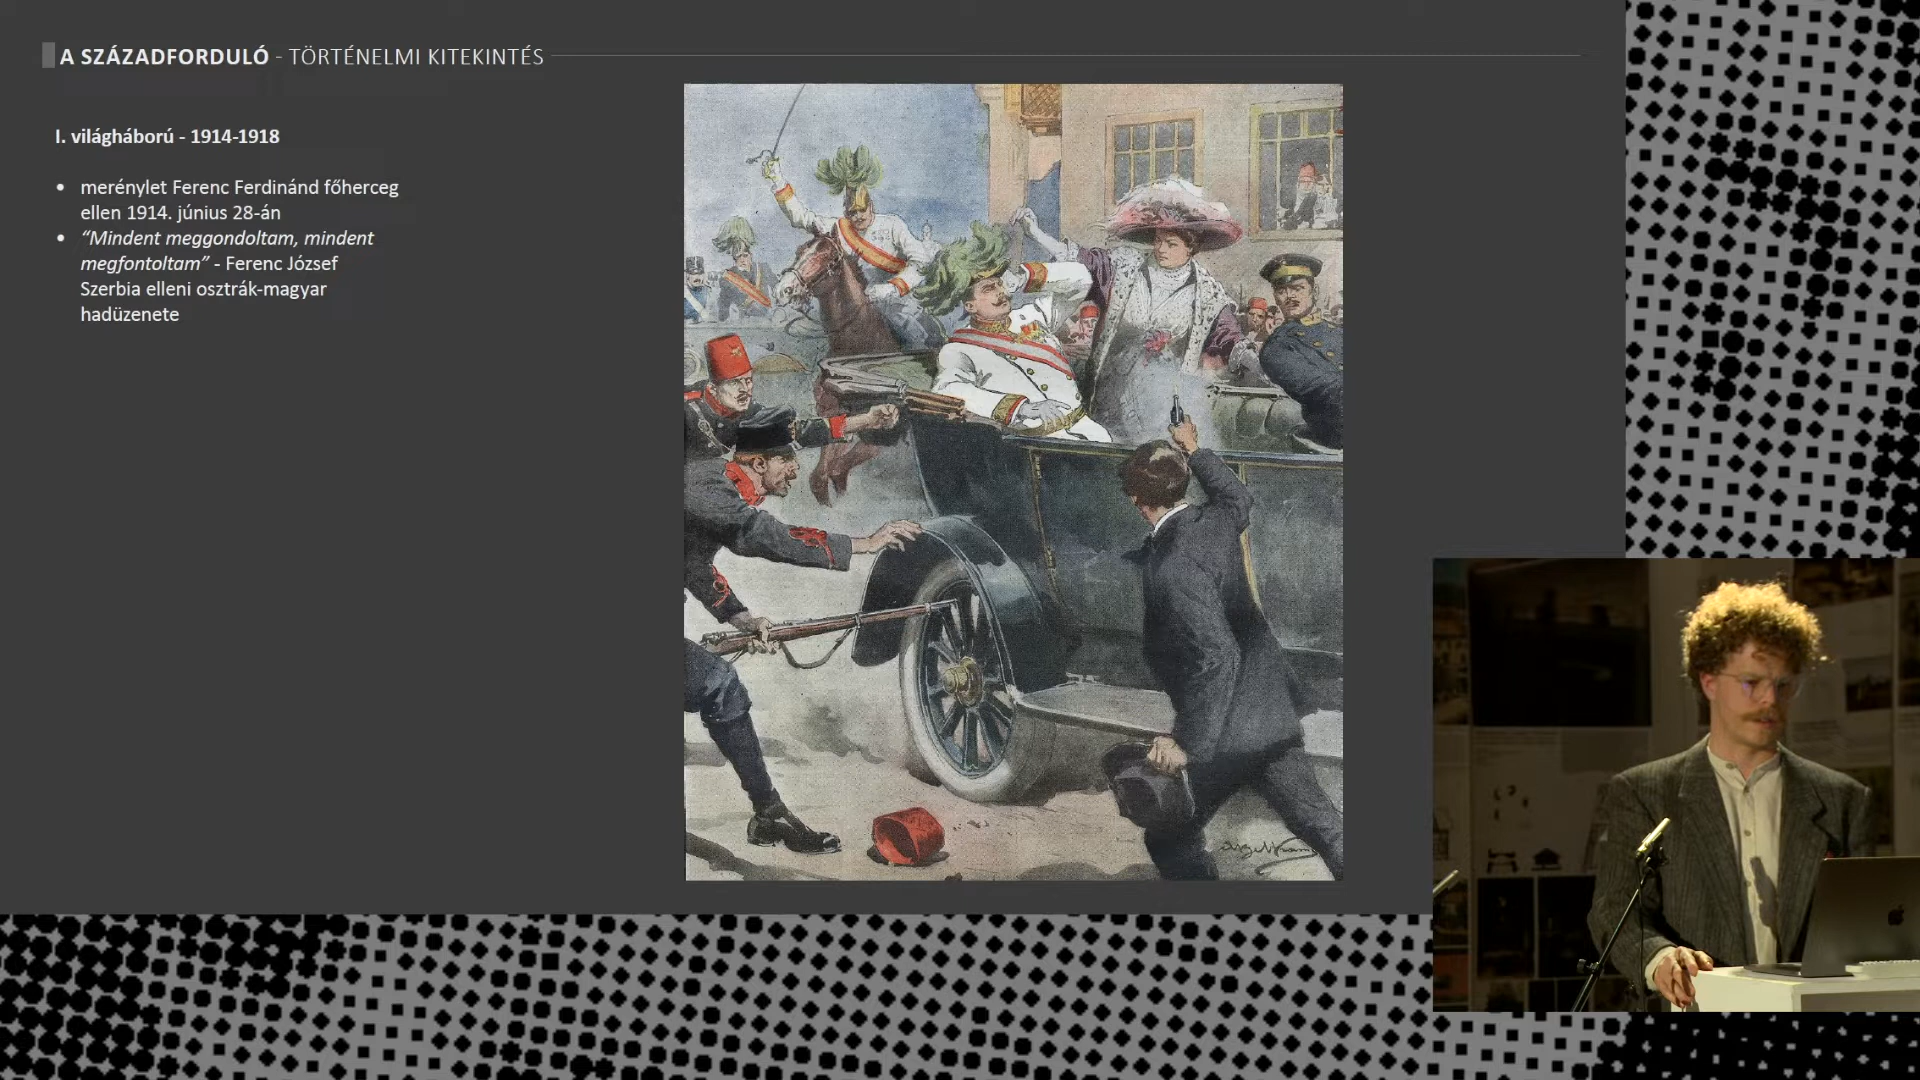 A SZÁZADFORDULÓ - TÖRTÉNELMI KITEKINTÉS
I. világháború - 1914-1918
• merénylet Ferenc Ferdinánd főherceg
ellen 1914. június 28-án
• “Mindent meggondoltam, mindent
megfontoltam” - Ferenc József
Szerbia elleni osztrák-magyar
hadüzenete